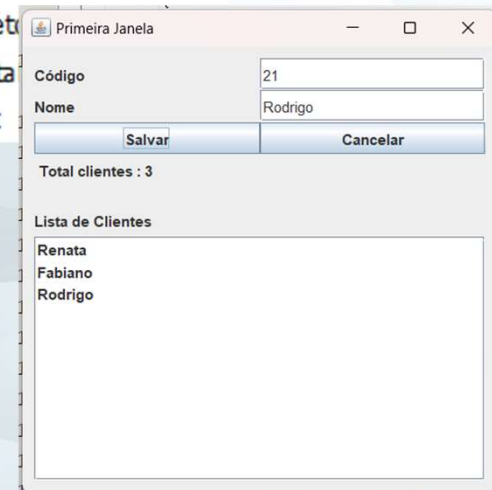 Primeira Janela
Código 21
Nome Rodrigo
Salvar Cancelar
Total clientes : 3
Lista de Clientes
Renata
Fabiano
Rodrigo